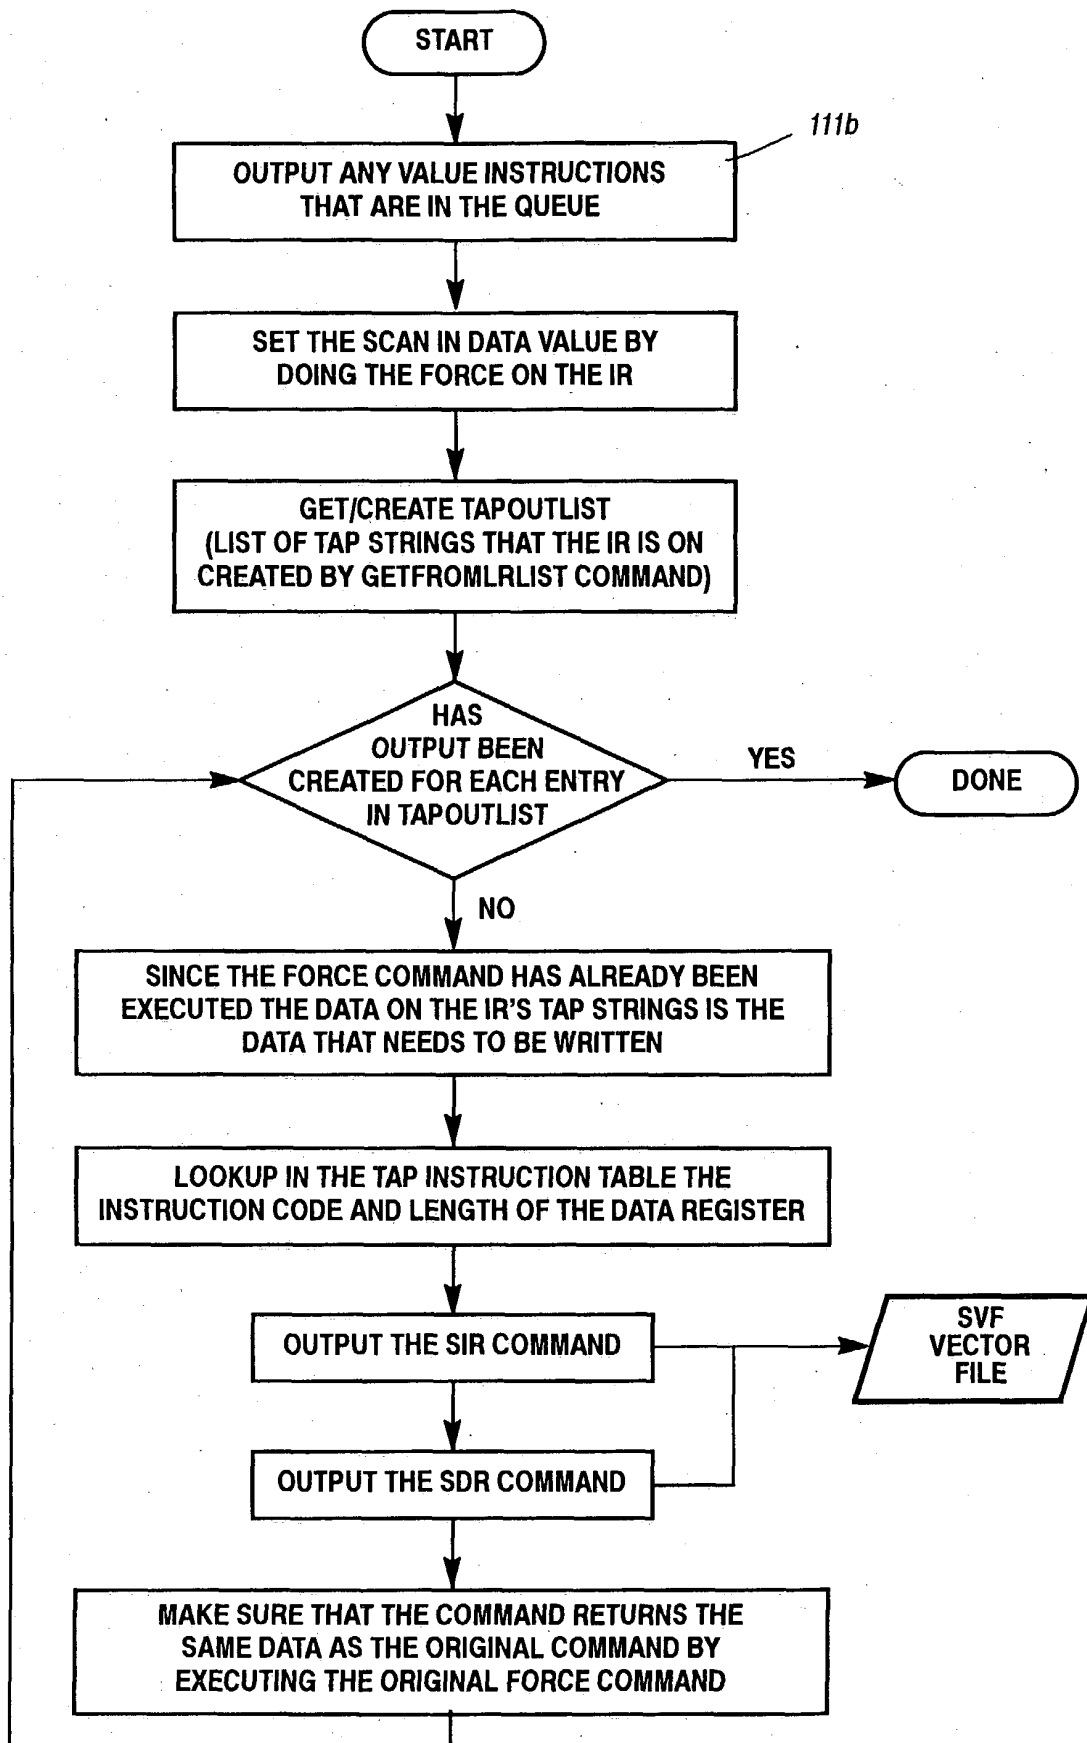 START
111b
OUTPUT ANY VALUE INSTRUCTIONS
THAT ARE IN THE QUEUE
SET THE SCAN IN DATA VALUE BY
DOING THE FORCE ON THE IR
GET/CREATE TAPOUTLIST
(LIST OF TAP STRINGS THAT THE IR IS ON
CREATED BY GETFROMLRLIST COMMAND)
HAS
OUTPUT BEEN
CREATED FOR EACH ENTRY
IN TAPOUTLIST
YES
DONE
NO
SINCE THE FORCE COMMAND HAS ALREADY BEEN
EXECUTED THE DATA ON THE IR'S TAP STRINGS IS THE
DATA THAT NEEDS TO BE WRITTEN
LOOKUP IN THE TAP INSTRUCTION TABLE THE
INSTRUCTION CODE AND LENGTH OF THE DATA REGISTER
OUTPUT THE SIR COMMAND
SVF
VECTOR
FILE
OUTPUT THE SDR COMMAND
MAKE SURE THAT THE COMMAND RETURNS THE
SAME DATA AS THE ORIGINAL COMMAND BY
EXECUTING THE ORIGINAL FORCE COMMAND